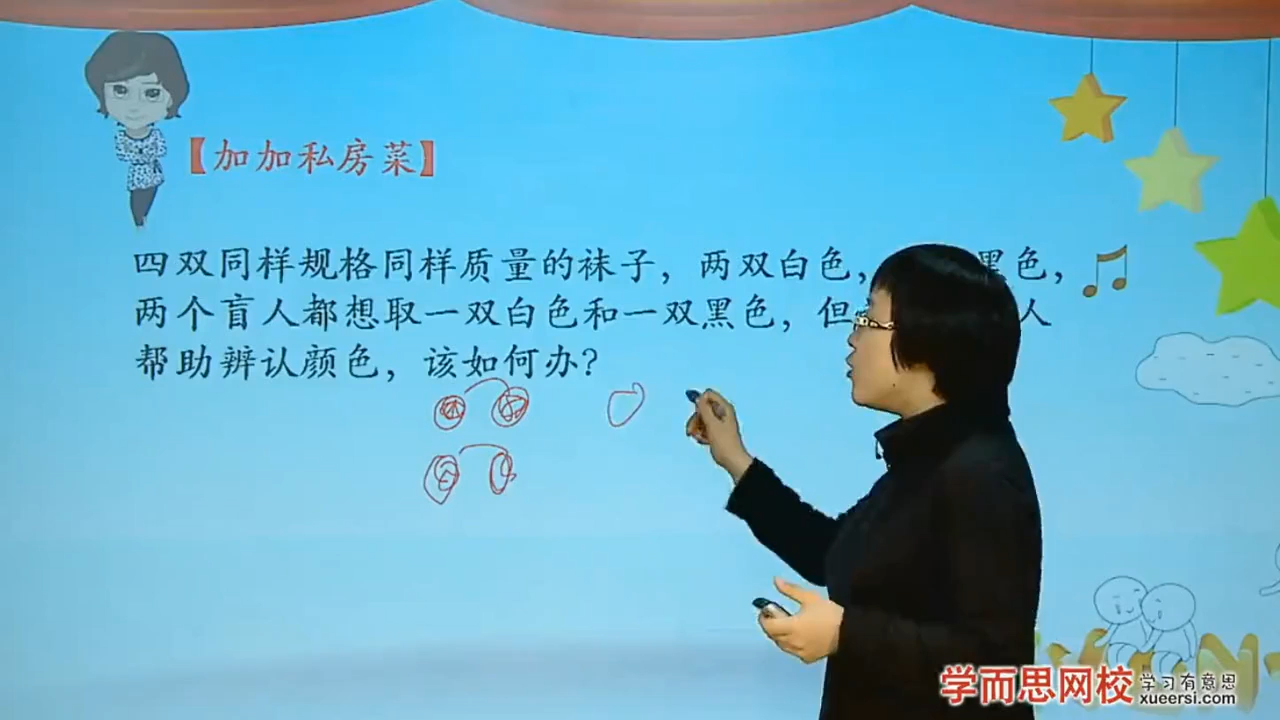 【加加私房菜】
四双同样规格同样质量的袜子，两双白色，黑色，
两个盲人都想取一双白色和一双黑色，但人
帮助辨认颜色，该如何办？
学而思网校
学习有意思
xueersi.com